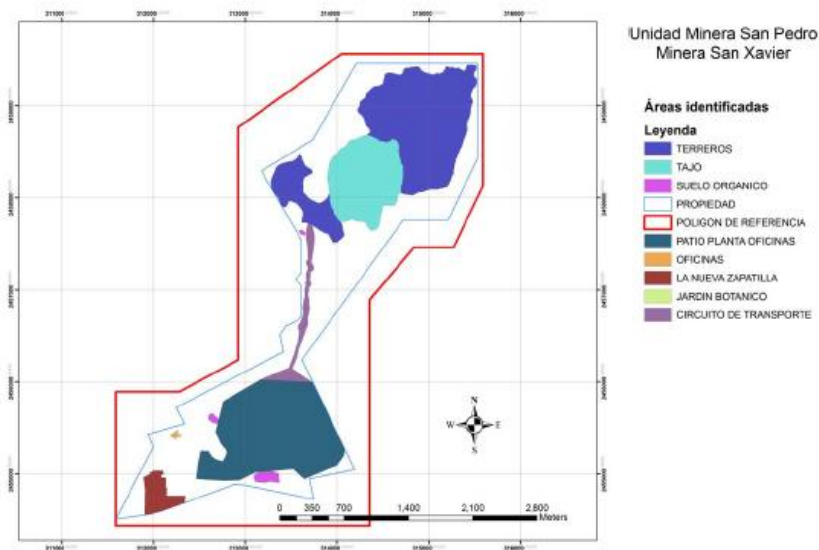 Unidad Minera San Pedro
Minera San Xavier
Áreas identificadas
Leyenda
TERREROS
TAJO
SUELO ORGANICO
PROPIEDAD
POLIGON DE REFERENCIA
PATIO PLANTA OFICINAS
OFICINAS
LA NUEVA ZAPATILLA
JARDIN BOTANICO
CIRCUITO DE TRANSPORTE
N
W E
S
0 350 700 1,400 2,100 2,800
Meters